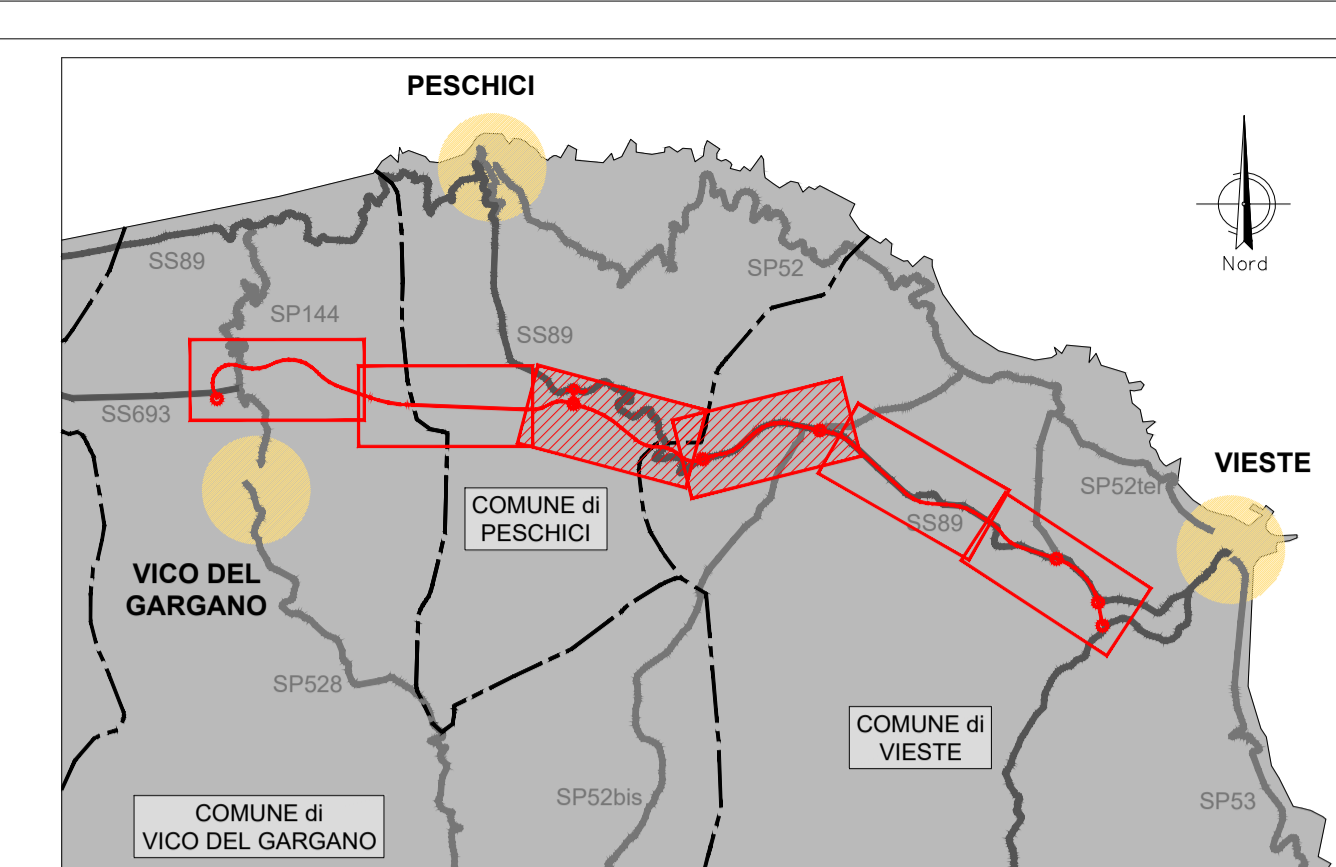 PESCHICI
Nord
SS89
SP52
SP144
SS89
SS693
VIESTE
SP52ter
COMUNE di
PESCHICI
SS89
VICO DEL
GARGANO
SP528
COMUNE di
VIESTE
SP52bis
SP53
COMUNE di
VICO DEL GARGANO